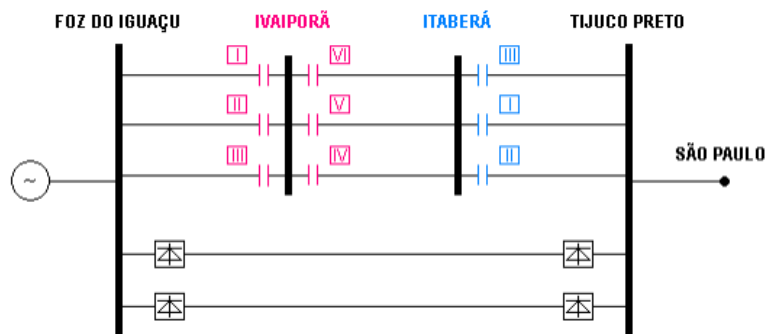 FOZ DO IGUAÇU IVAIPORÃ ITABERÁ TIJUCO PRETO
I VI III
II V I
III IV II
SÃO PAULO
~